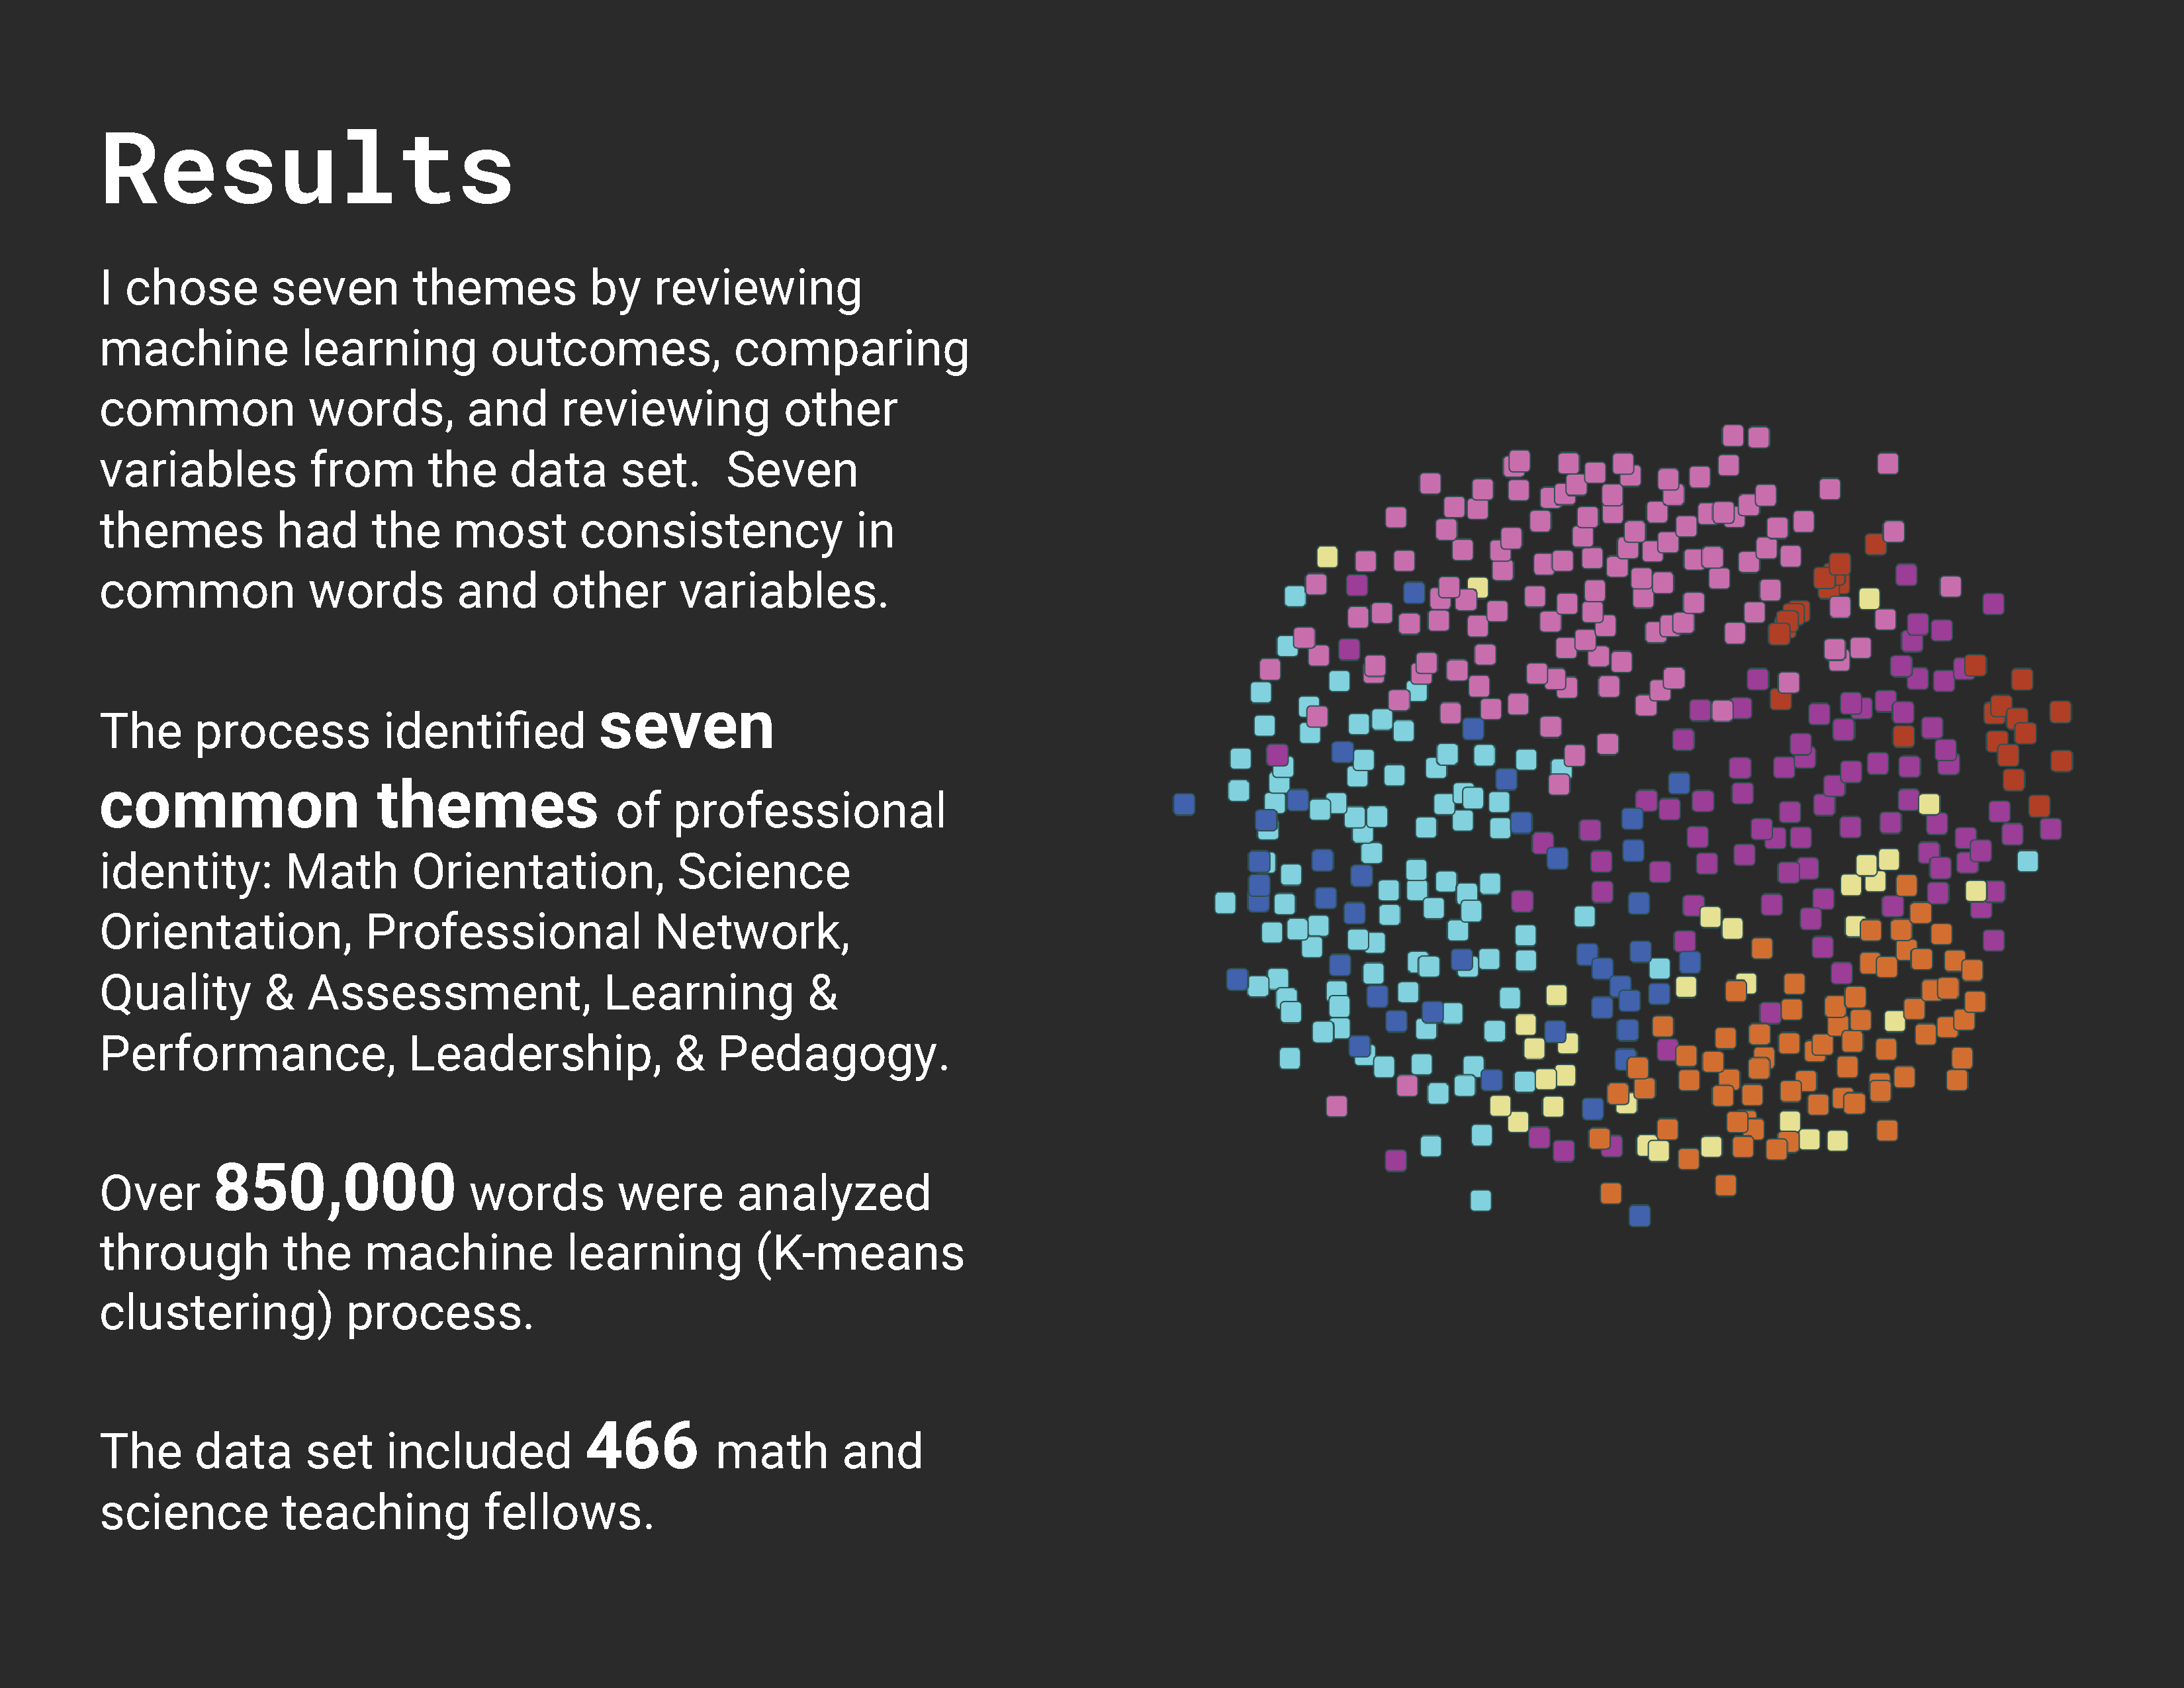 Results
I chose seven themes by reviewing
machine learning outcomes, comparing
common words, and reviewing other
variables from the data set.  Seven
themes had the most consistency in
common words and other variables.
The process identified seven
common themes of professional
identity: Math Orientation, Science
Orientation, Professional Network,
Quality & Assessment, Learning &
Performance, Leadership, & Pedagogy.
Over 850,000 words were analyzed
through the machine learning (K-means
clustering) process.
The data set included 466 math and
science teaching fellows.